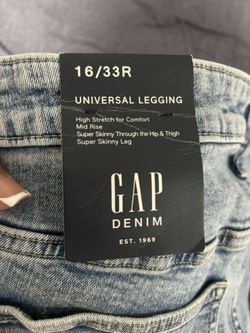 16/33R
UNIVERSAL LEGGING
High Stretch for Comfort
Mid Rise
Super Skinny Through the Hip & Thigh
Super Skinny Leg
GAP
DENIM
EST. 1969